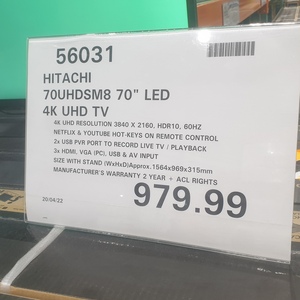 56031
HITACHI
70UHDSM8 70" LED
4K UHD TV
4K UHD RESOLUTION 3840 X 2160, HDR10, 60HZ
NETFLIX & YOUTUBE HOT-KEYS ON REMOTE CONTROL
2x USB PVR PORT TO RECORD LIVE TV / PLAYBACK
3x HDMI, VGA (PC), USB & AV INPUT
SIZE WITH STAND (WxHxD)Approx.1564x969x315mm
MANUFACTURER'S WARRANTY 2 YEAR + ACL RIGHTS
979.99
20/04/22